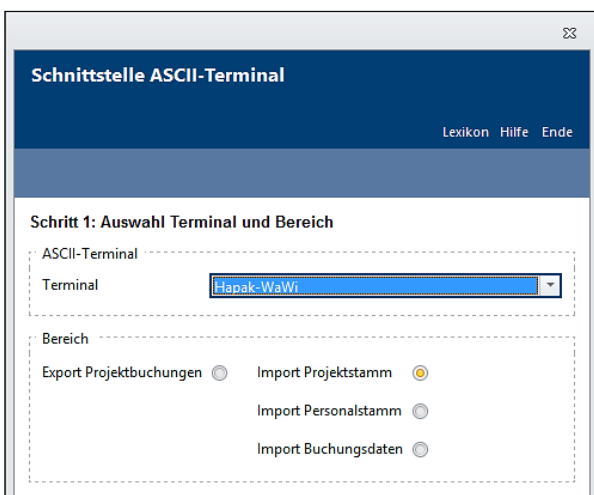 Schnittstelle ASCII-Terminal
Lexikon Hilfe Ende
Schritt 1: Auswahl Terminal und Bereich
ASCII-Terminal
Terminal Hapak-WaWi
Bereich
Export Projektbuchungen Import Projektstamm
Import Personalstamm
Import Buchungsdaten